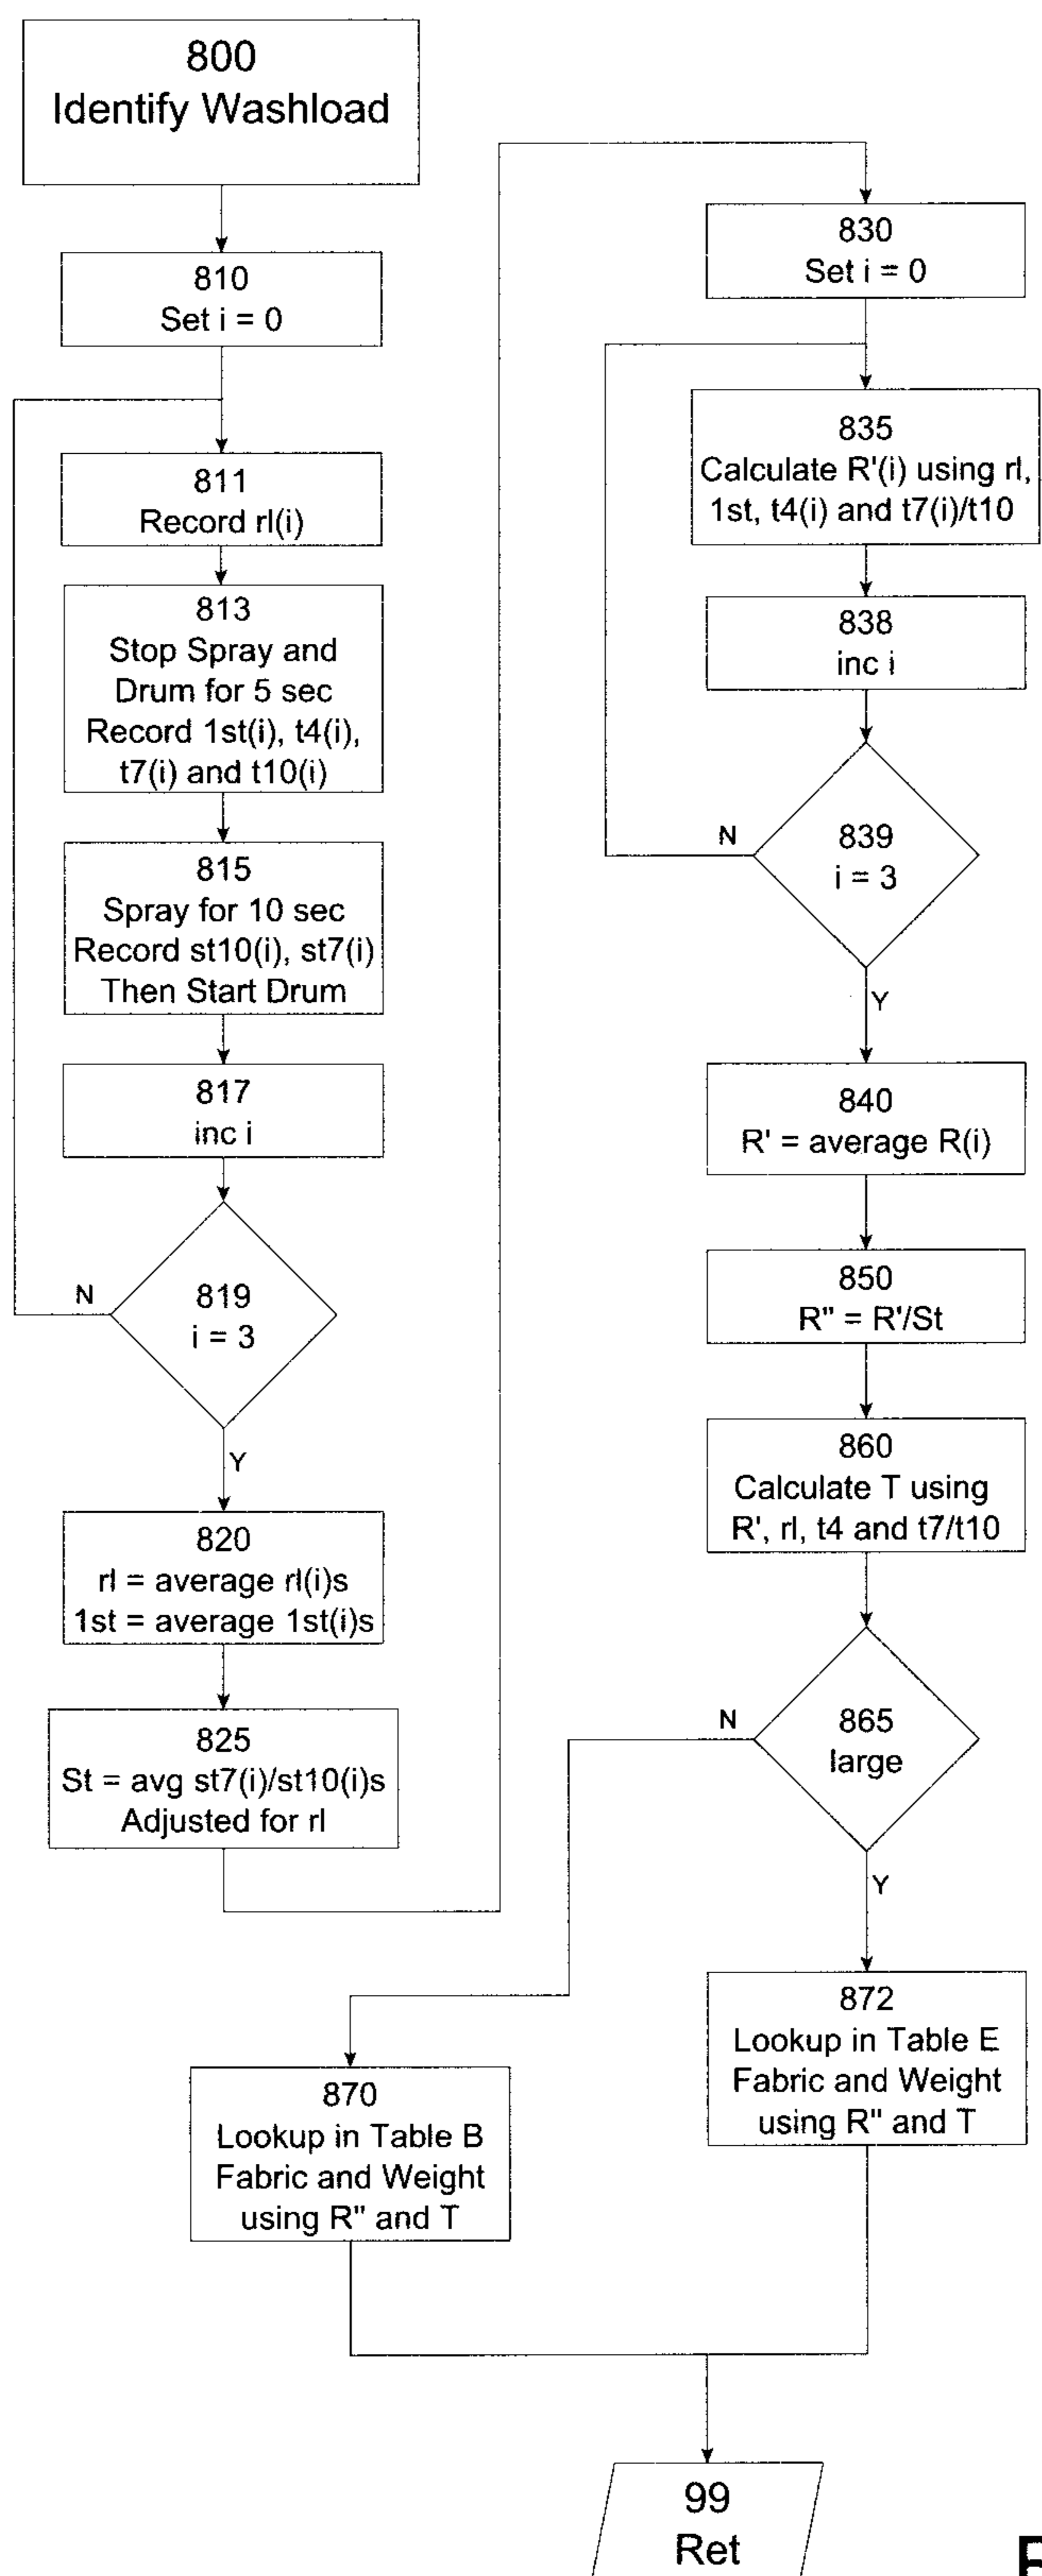 800
Identify Washload
810
Set i = 0
811
Record rl(i)
813
Stop Spray and
Drum for 5 sec
Record 1st(i), t4(i),
t7(i) and t10(i)
815
Spray for 10 sec
Record st10(i), st7(i)
Then Start Drum
817
inc i
819
i = 3
N
Y
820
rl = average rl(i)s
1st = average 1st(i)s
825
St = avg st7(i)/st10(i)s
Adjusted for rl
830
Set i = 0
835
Calculate R'(i) using rl,
1st, t4(i) and t7(i)/t10
838
inc i
839
i = 3
N
Y
840
R' = average R(i)
850
R" = R'/St
860
Calculate T using
R', rl, t4 and t7/t10
865
large
N
Y
870
Lookup in Table B
Fabric and Weight
using R" and T
872
Lookup in Table E
Fabric and Weight
using R" and T
99
Ret